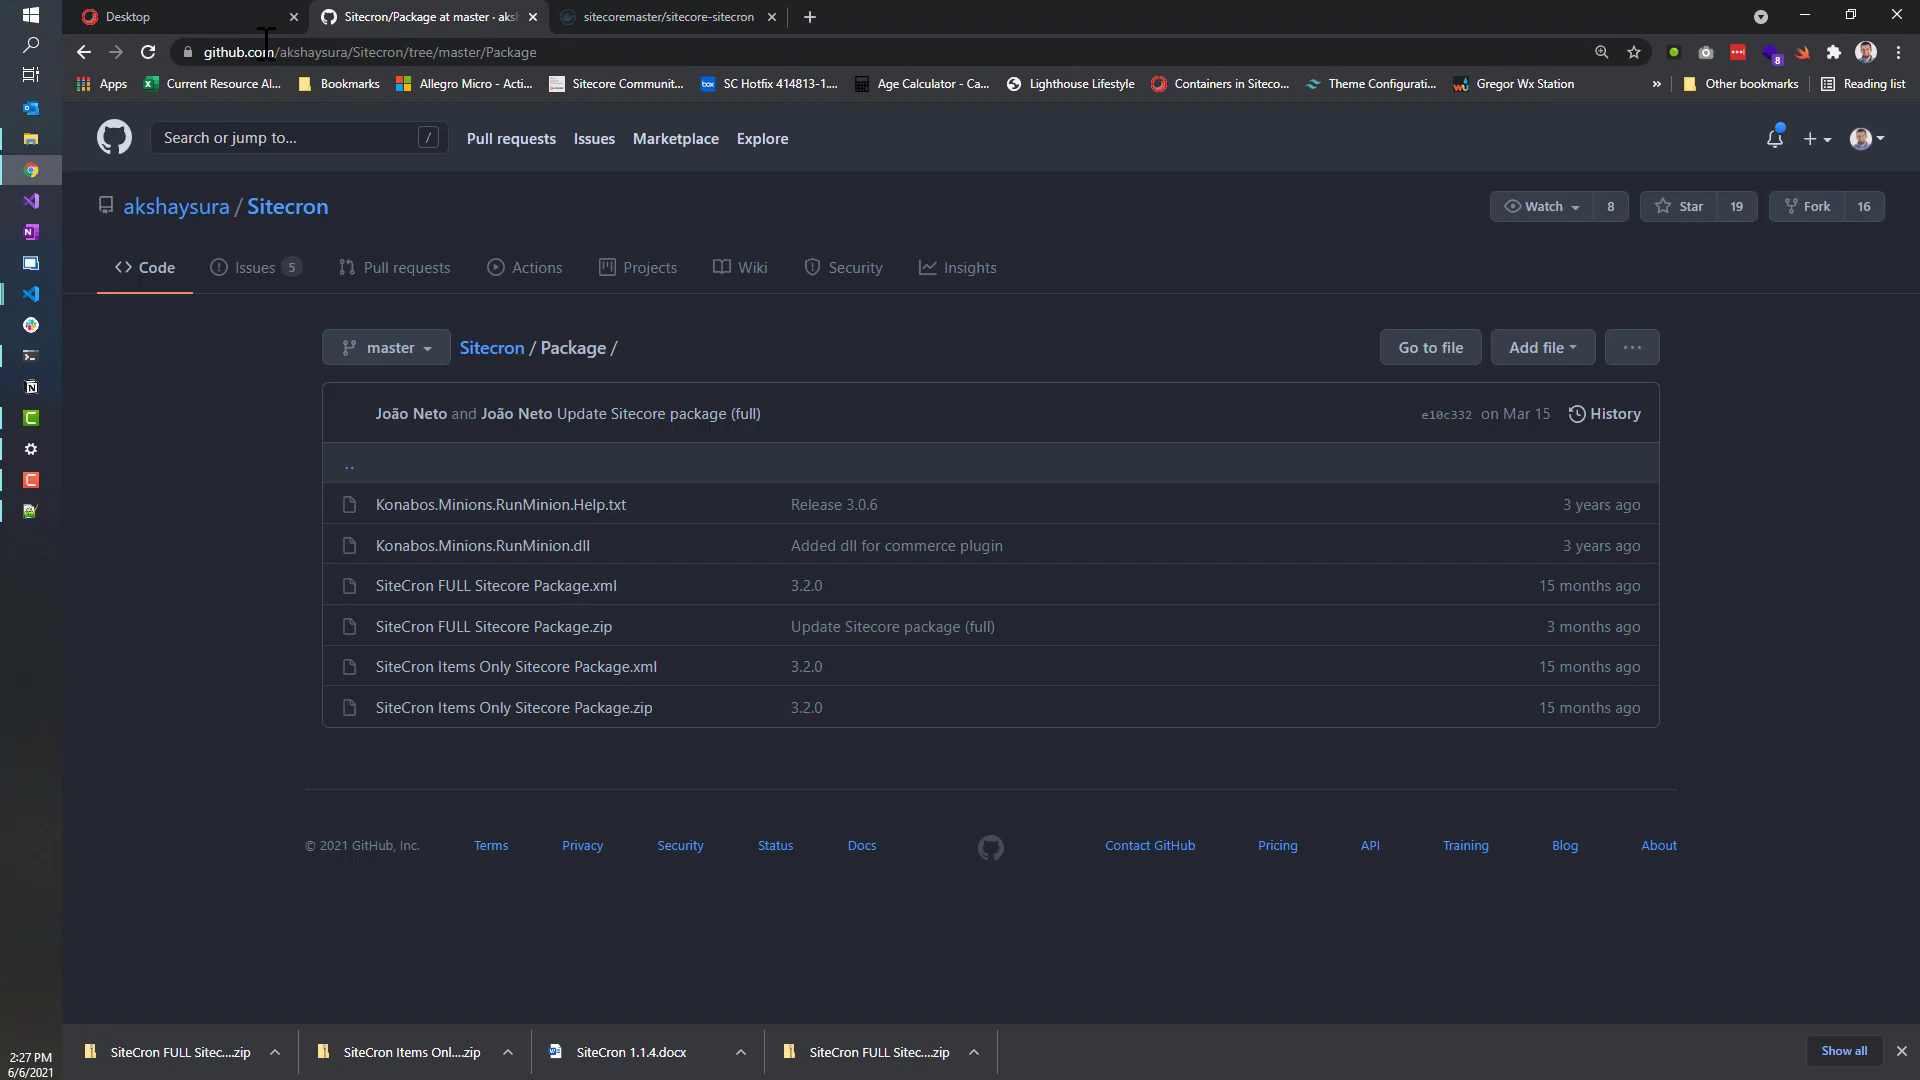 Desktop
Sitecron/Package at master · aksh
sitecoremaster/sitecore-sitecron
github.com/akshaysura/Sitecron/tree/master/Package
8
Apps
Current Resource Al...
Bookmarks
Allegro Micro - Acti...
Sitecore Communit...
SC Hotfix 414813-1....
Age Calculator - Ca...
Lighthouse Lifestyle
Containers in Siteco...
Theme Configurati...
Gregor Wx Station
»
Other bookmarks
Reading list
Search or jump to...
/
Pull requests
Issues
Marketplace
Explore
akshaysura / Sitecron
Watch 8
Star 19
Fork 16
Code
Issues 5
Pull requests
Actions
Projects
Wiki
Security
Insights
master
Sitecron / Package /
Go to file
Add file
...
João Neto and João Neto Update Sitecore package (full)
e10c332 on Mar 15
History
..
Konabos.Minions.RunMinion.Help.txt Release 3.0.6 3 years ago
Konabos.Minions.RunMinion.dll Added dll for commerce plugin 3 years ago
SiteCron FULL Sitecore Package.xml 3.2.0 15 months ago
SiteCron FULL Sitecore Package.zip Update Sitecore package (full) 3 months ago
SiteCron Items Only Sitecore Package.xml 3.2.0 15 months ago
SiteCron Items Only Sitecore Package.zip 3.2.0 15 months ago
© 2021 GitHub, Inc.
Terms
Privacy
Security
Status
Docs
Contact GitHub
Pricing
API
Training
Blog
About
SiteCron FULL Sitec....zip
SiteCron Items Onl....zip
SiteCron 1.1.4.docx
SiteCron FULL Sitec....zip
Show all
2:27 PM
6/6/2021